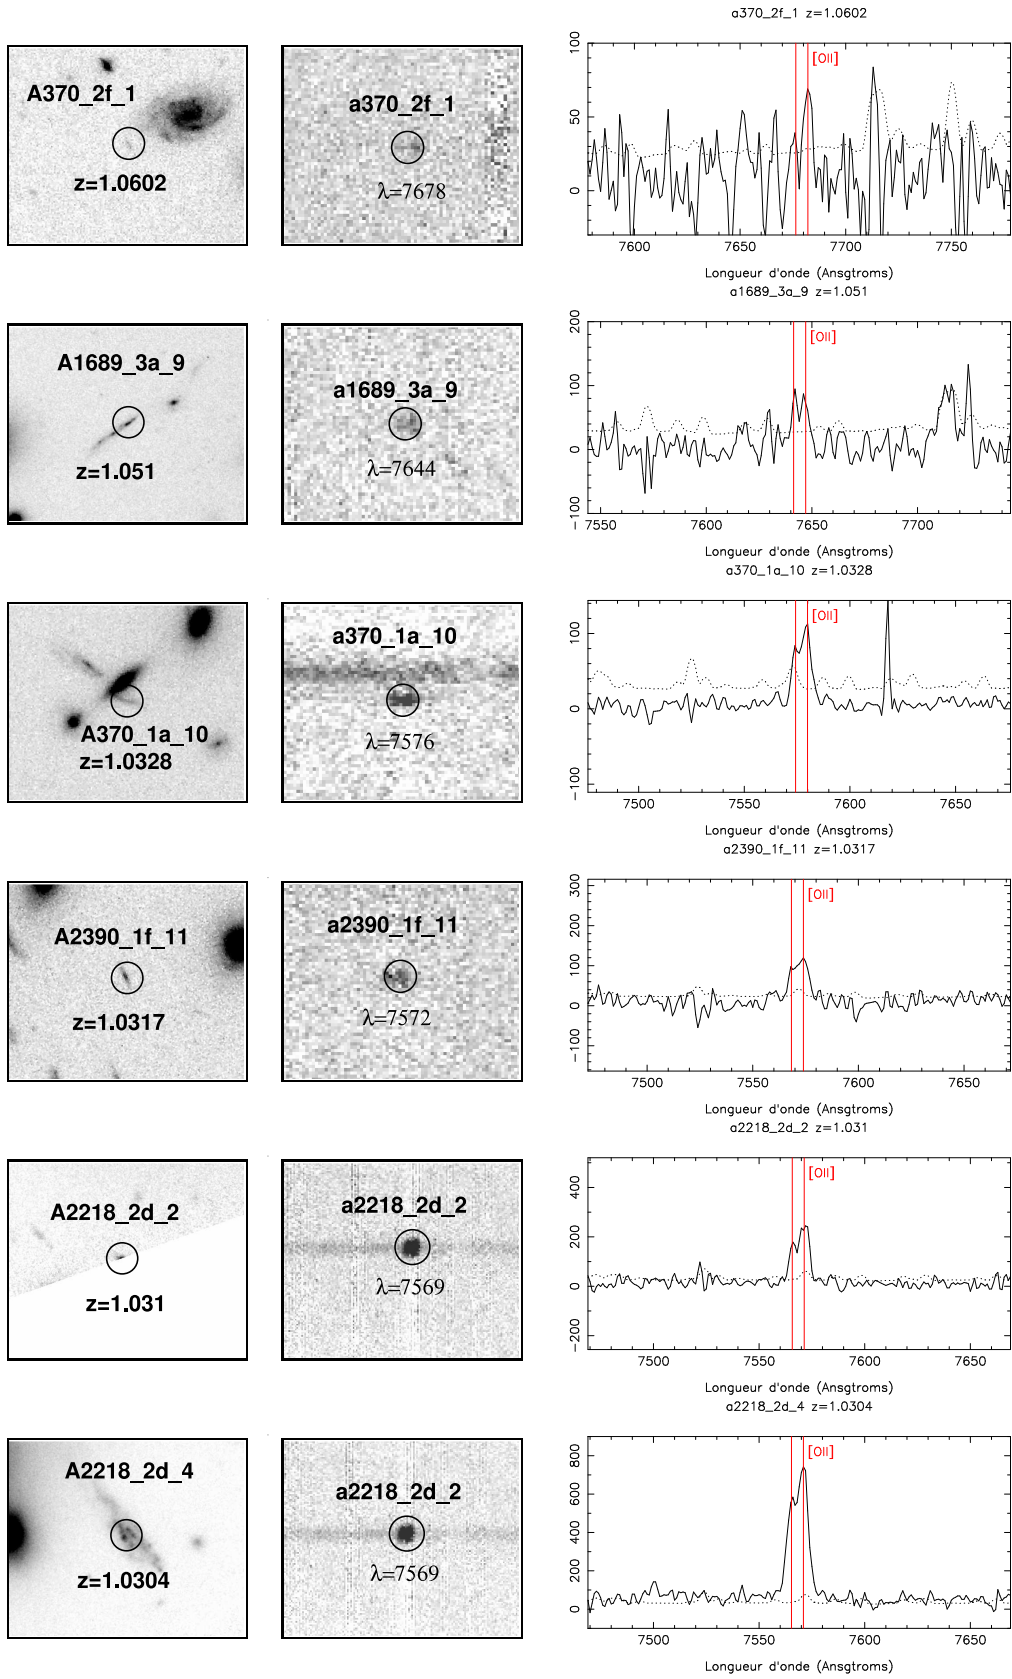 a370_2f_1 z=1.0602
A370_2f_1
z=1.0602
a370_2f_1
λ=7678
[OII]
100
50
0
7600 7650 7700 7750
Longueur d'onde (Ansgtroms)
a1689_3a_9 z=1.051
A1689_3a_9
z=1.051
a1689_3a_9
λ=7644
[OII]
200
100
0
-100
7550 7600 7650 7700
Longueur d'onde (Ansgtroms)
a370_1a_10 z=1.0328
A370_1a_10
z=1.0328
a370_1a_10
λ=7576
[OII]
100
0
-100
7500 7550 7600 7650
Longueur d'onde (Ansgtroms)
a2390_1f_11 z=1.0317
A2390_1f_11
z=1.0317
a2390_1f_11
λ=7572
[OII]
300
200
100
0
-100
7500 7550 7600 7650
Longueur d'onde (Ansgtroms)
a2218_2d_2 z=1.031
A2218_2d_2
z=1.031
a2218_2d_2
λ=7569
[OII]
400
200
0
-200
7500 7550 7600 7650
Longueur d'onde (Ansgtroms)
a2218_2d_4 z=1.0304
A2218_2d_4
z=1.0304
a2218_2d_2
λ=7569
[OII]
800
600
400
200
0
7500 7550 7600 7650
Longueur d'onde (Ansgtroms)